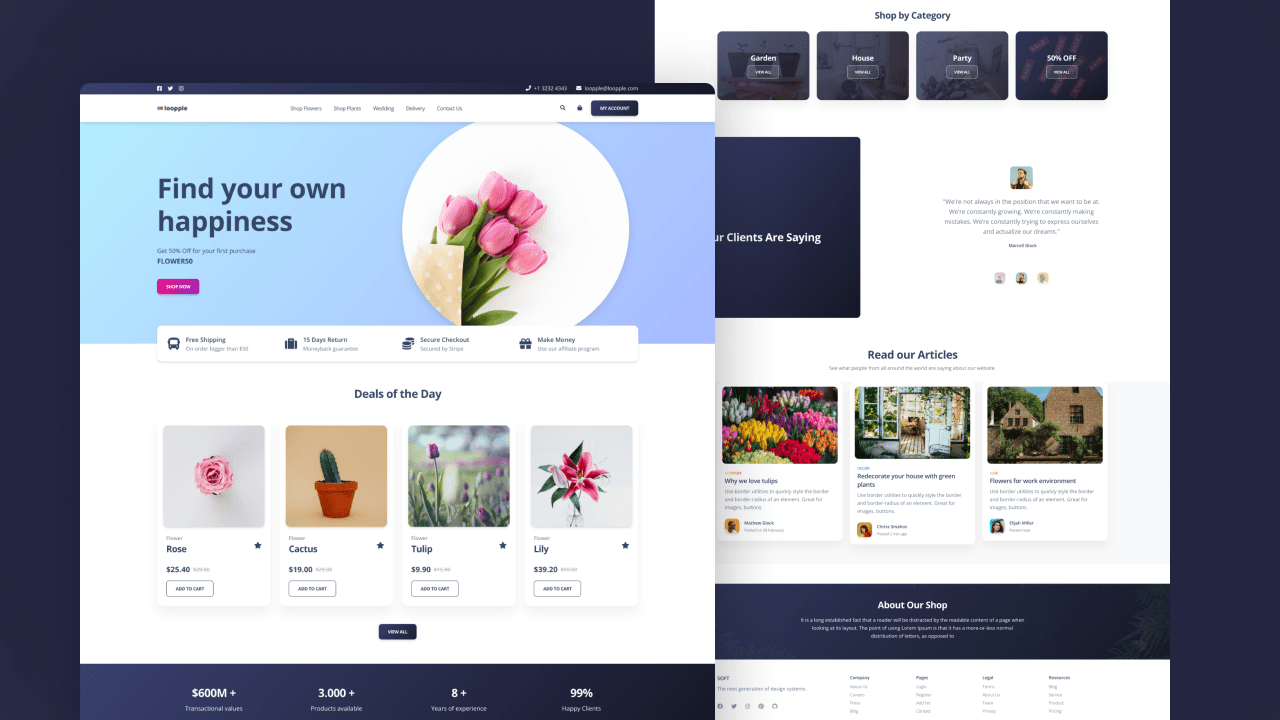 +1 3232 4343
loopple@loopple.com
loopple
Shop Flowers
Shop Plants
Wedding
Delivery
Contact Us
MY ACCOUNT
Find your own
happiness
Get 50% Off for your first purchase
FLOWER50
SHOP NOW
Free Shipping
On order bigger than $50
15 Days Return
Moneyback guarantee
Secure Checkout
Secured by Stripe
Make Money
Use our affiliate program
Deals of the Day
Flower
Rose
$25.40 $29.00
ADD TO CART
Flower
Cactus
$19.00 $29.00
ADD TO CART
Flower
Tulip
$9.90 $15.80
ADD TO CART
Flower
Lily
$39.20 $59.00
ADD TO CART
VIEW ALL
$600M +
Transactional values
3.000 +
Products available
8 +
Years of experience
99%
Happy Clients
Shop by Category
Garden
VIEW ALL
House
VIEW ALL
Party
VIEW ALL
50% OFF
VIEW ALL
ur Clients Are Saying
"We're not always in the position that we want to be at.
We're constantly growing. We're constantly making
mistakes. We're constantly trying to express ourselves
and actualize our dreams."
Marcell Glock
Read our Articles
See what people from all around the world are saying about our website.
Why we love tulips
Use border utilities to quickly style the border
and border-radius of an element. Great for
images, buttons.
Mathew Glock
Posted on 28 February
DECOR
Redecorate your house with green
plants
Use border utilities to quickly style the border
and border-radius of an element. Great for
images, buttons.
Chriss Smakos
Posted 2 min ago
Flowers for work environment
Use border utilities to quickly style the border
and border-radius of an element. Great for
images, buttons.
Elijah Miller
Posted now
About Our Shop
It is a long established fact that a reader will be distracted by the readable content of a page when
looking at its layout. The point of using Lorem Ipsum is that it has a more-or-less normal
distribution of letters, as opposed to
SOFT
The next generation of design systems.
Company
About Us
Careers
Press
Blog
Pages
Login
Register
Add list
Contact
Legal
Terms
About Us
Team
Privacy
Resources
Blog
Service
Product
Pricing